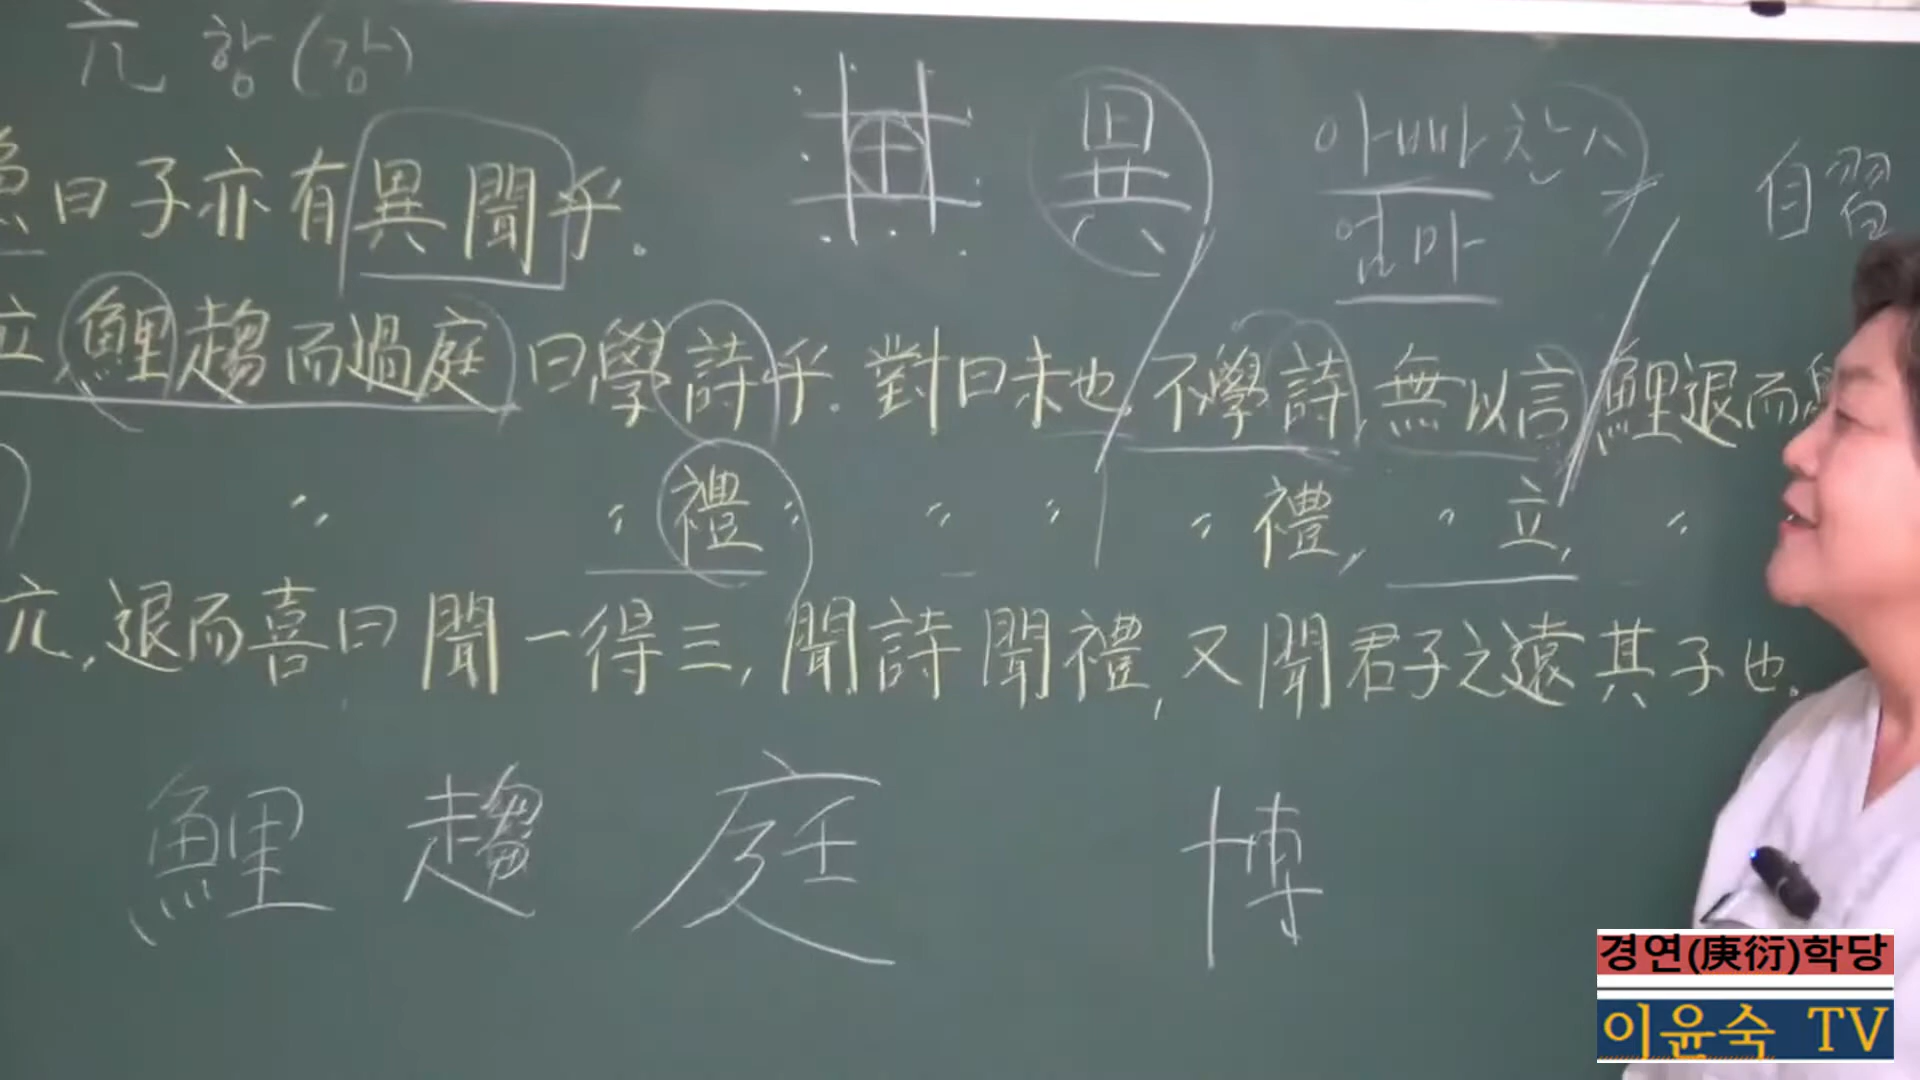 亢 항(강)
異 아빠 찬스
엄마
自習
曰子亦有異聞乎.
立 鯉趨而過庭 曰學詩乎. 對曰未也, 不學詩, 無以言 鯉退而學
〃 〃 禮 〃 〃 〃 〃 禮, 〃 立, 〃
亢, 退而喜曰 聞一得三, 聞詩聞禮, 又聞君子之遠其子也.
鯉 趨 庭 博
경연(庚衍)학당
이윤숙 TV